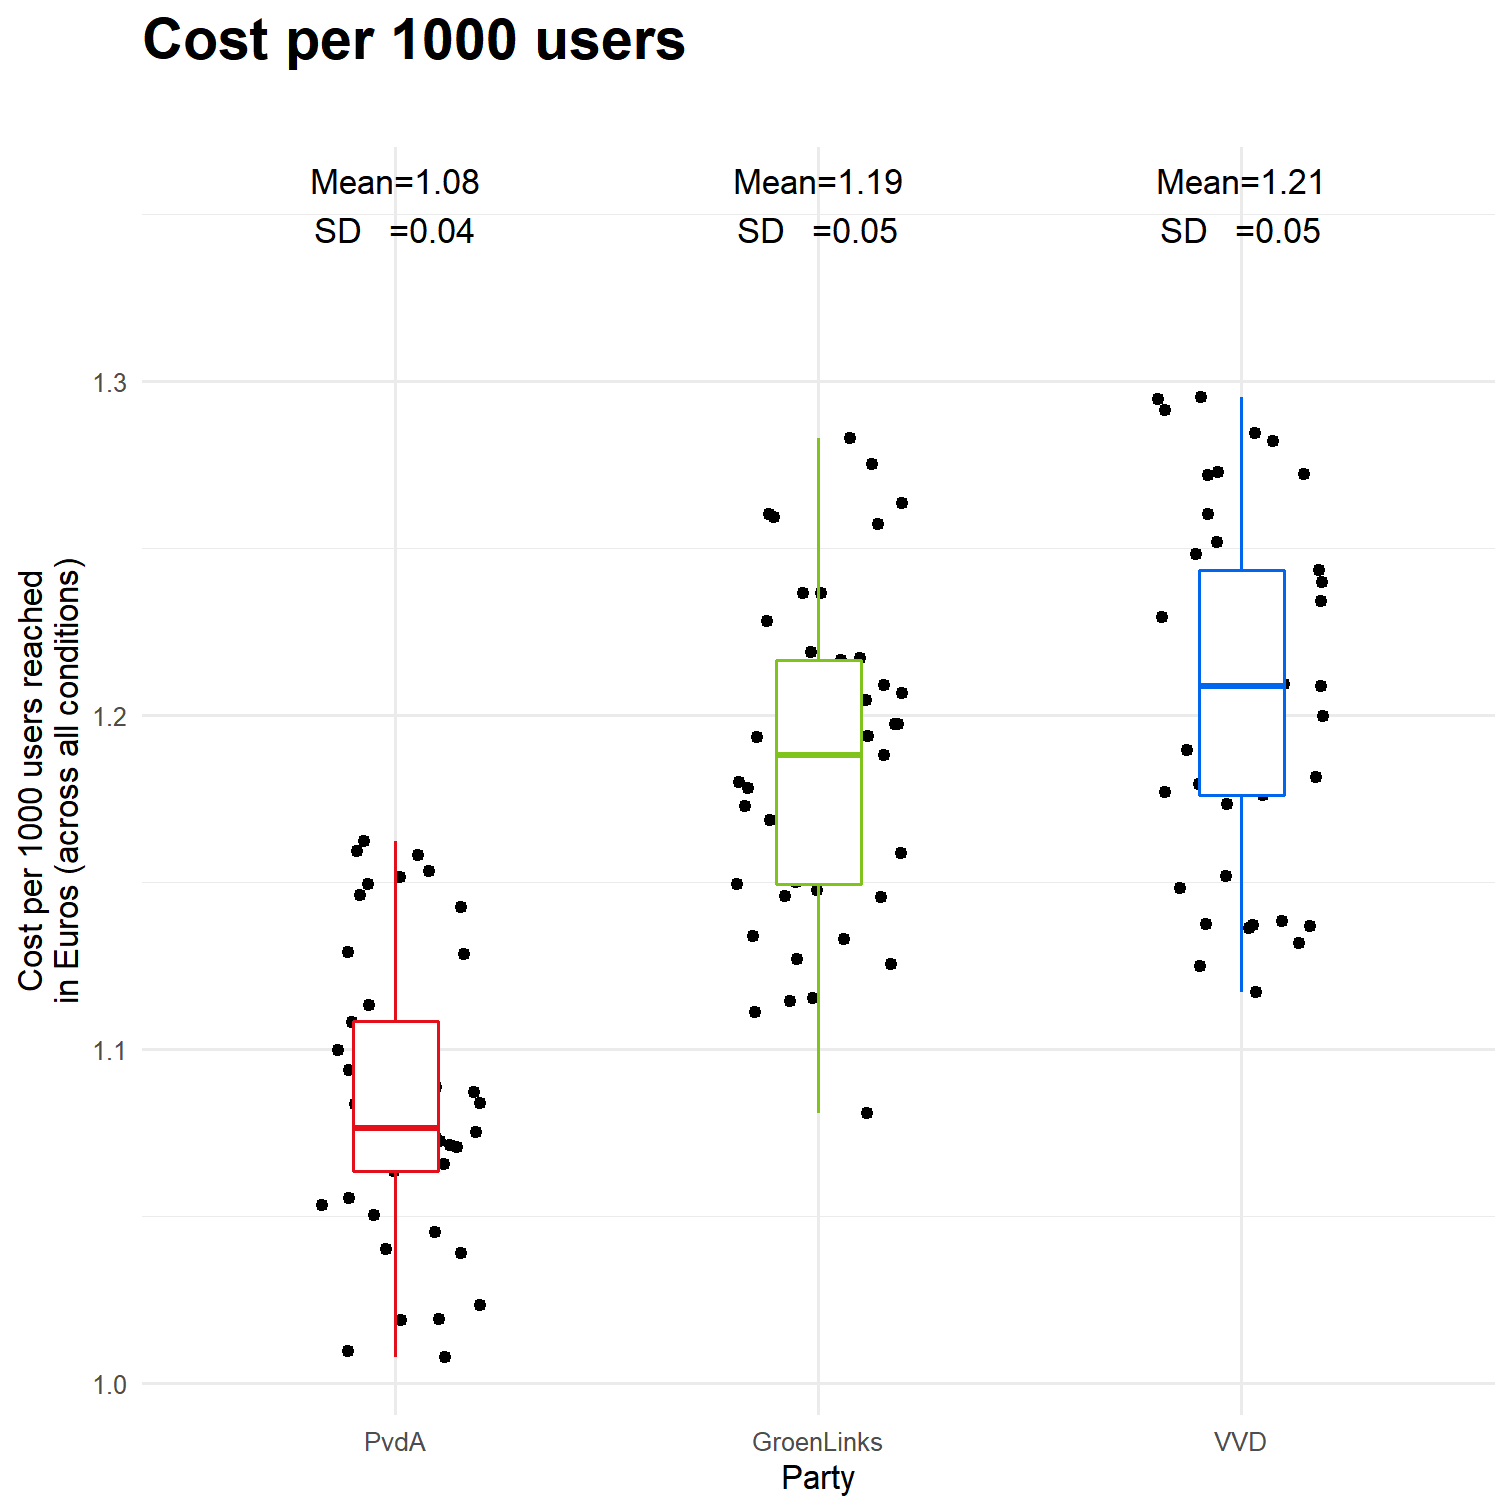 Cost per 1000 users
Mean=1.08
SD =0.04
Mean=1.19
SD =0.05
Mean=1.21
SD =0.05
Cost per 1000 users reached
in Euros (across all conditions)
1.3
1.2
1.1
1.0
PvdA
GroenLinks
VVD
Party